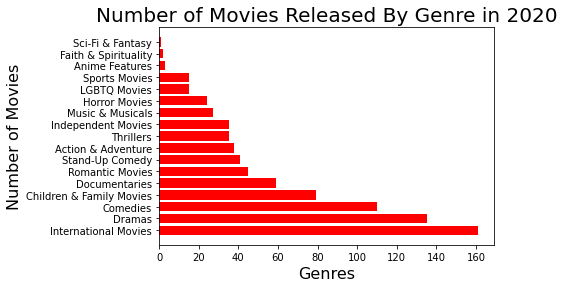 Number of Movies Released By Genre in 2020
Number of Movies
Sci-Fi & Fantasy
Faith & Spirituality
Anime Features
Sports Movies
LGBTQ Movies
Horror Movies
Music & Musicals
Independent Movies
Thrillers
Action & Adventure
Stand-Up Comedy
Romantic Movies
Documentaries
Children & Family Movies
Comedies
Dramas
International Movies
0 20 40 60 80 100 120 140 160
Genres